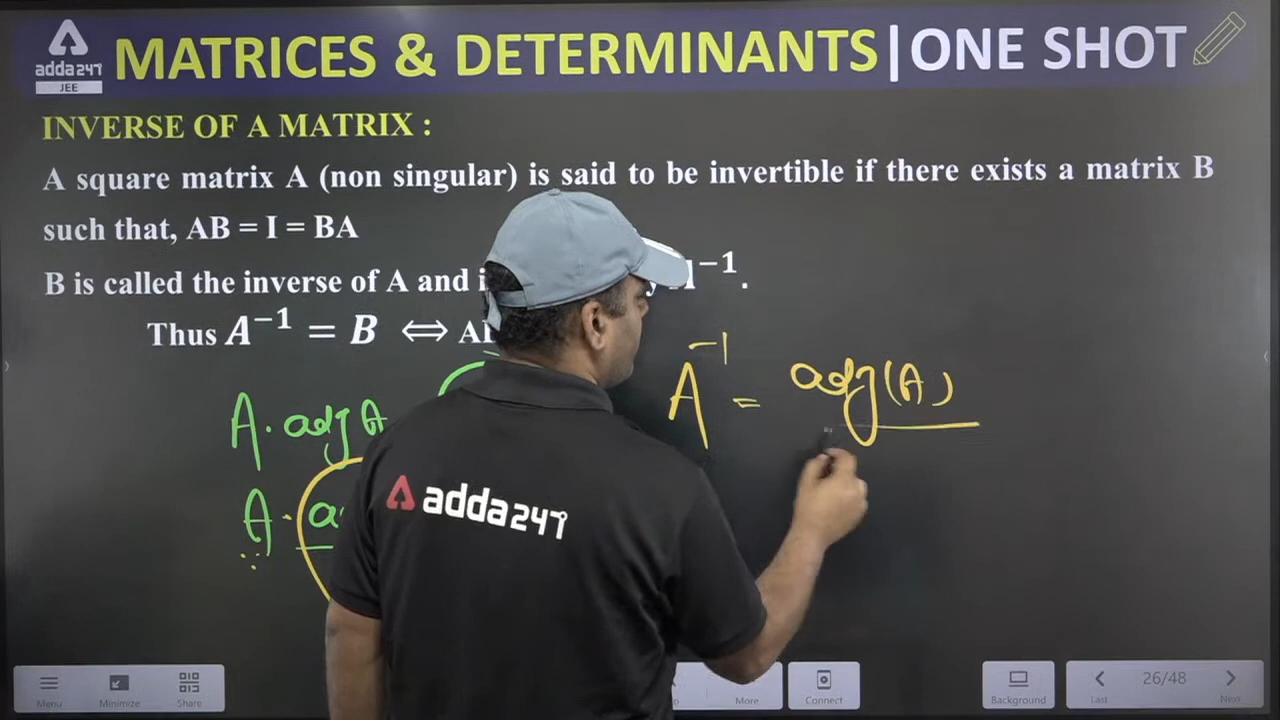 adda247
JEE
MATRICES & DETERMINANTS | ONE SHOT
INVERSE OF A MATRIX :
A square matrix A (non singular) is said to be invertible if there exists a matrix B
such that, AB = I = BA
B is called the inverse of A and A⁻¹.
Thus A⁻¹ = B ⇔
A⁻¹ = adj(A)
A. adj A
A.
adda247
Menu
Minimize
Share
More
Connect
Background
Last
26/48
Next